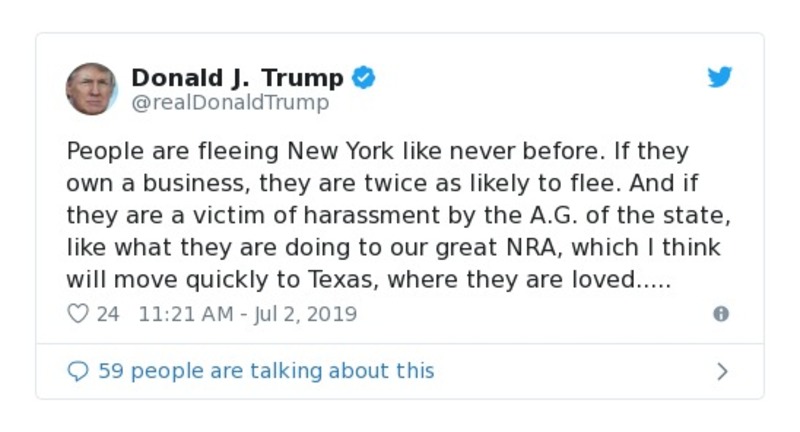 Donald J. Trump
@realDonaldTrump
People are fleeing New York like never before. If they
own a business, they are twice as likely to flee. And if
they are a victim of harassment by the A.G. of the state,
like what they are doing to our great NRA, which I think
will move quickly to Texas, where they are loved.....
24 11:21 AM - Jul 2, 2019
59 people are talking about this